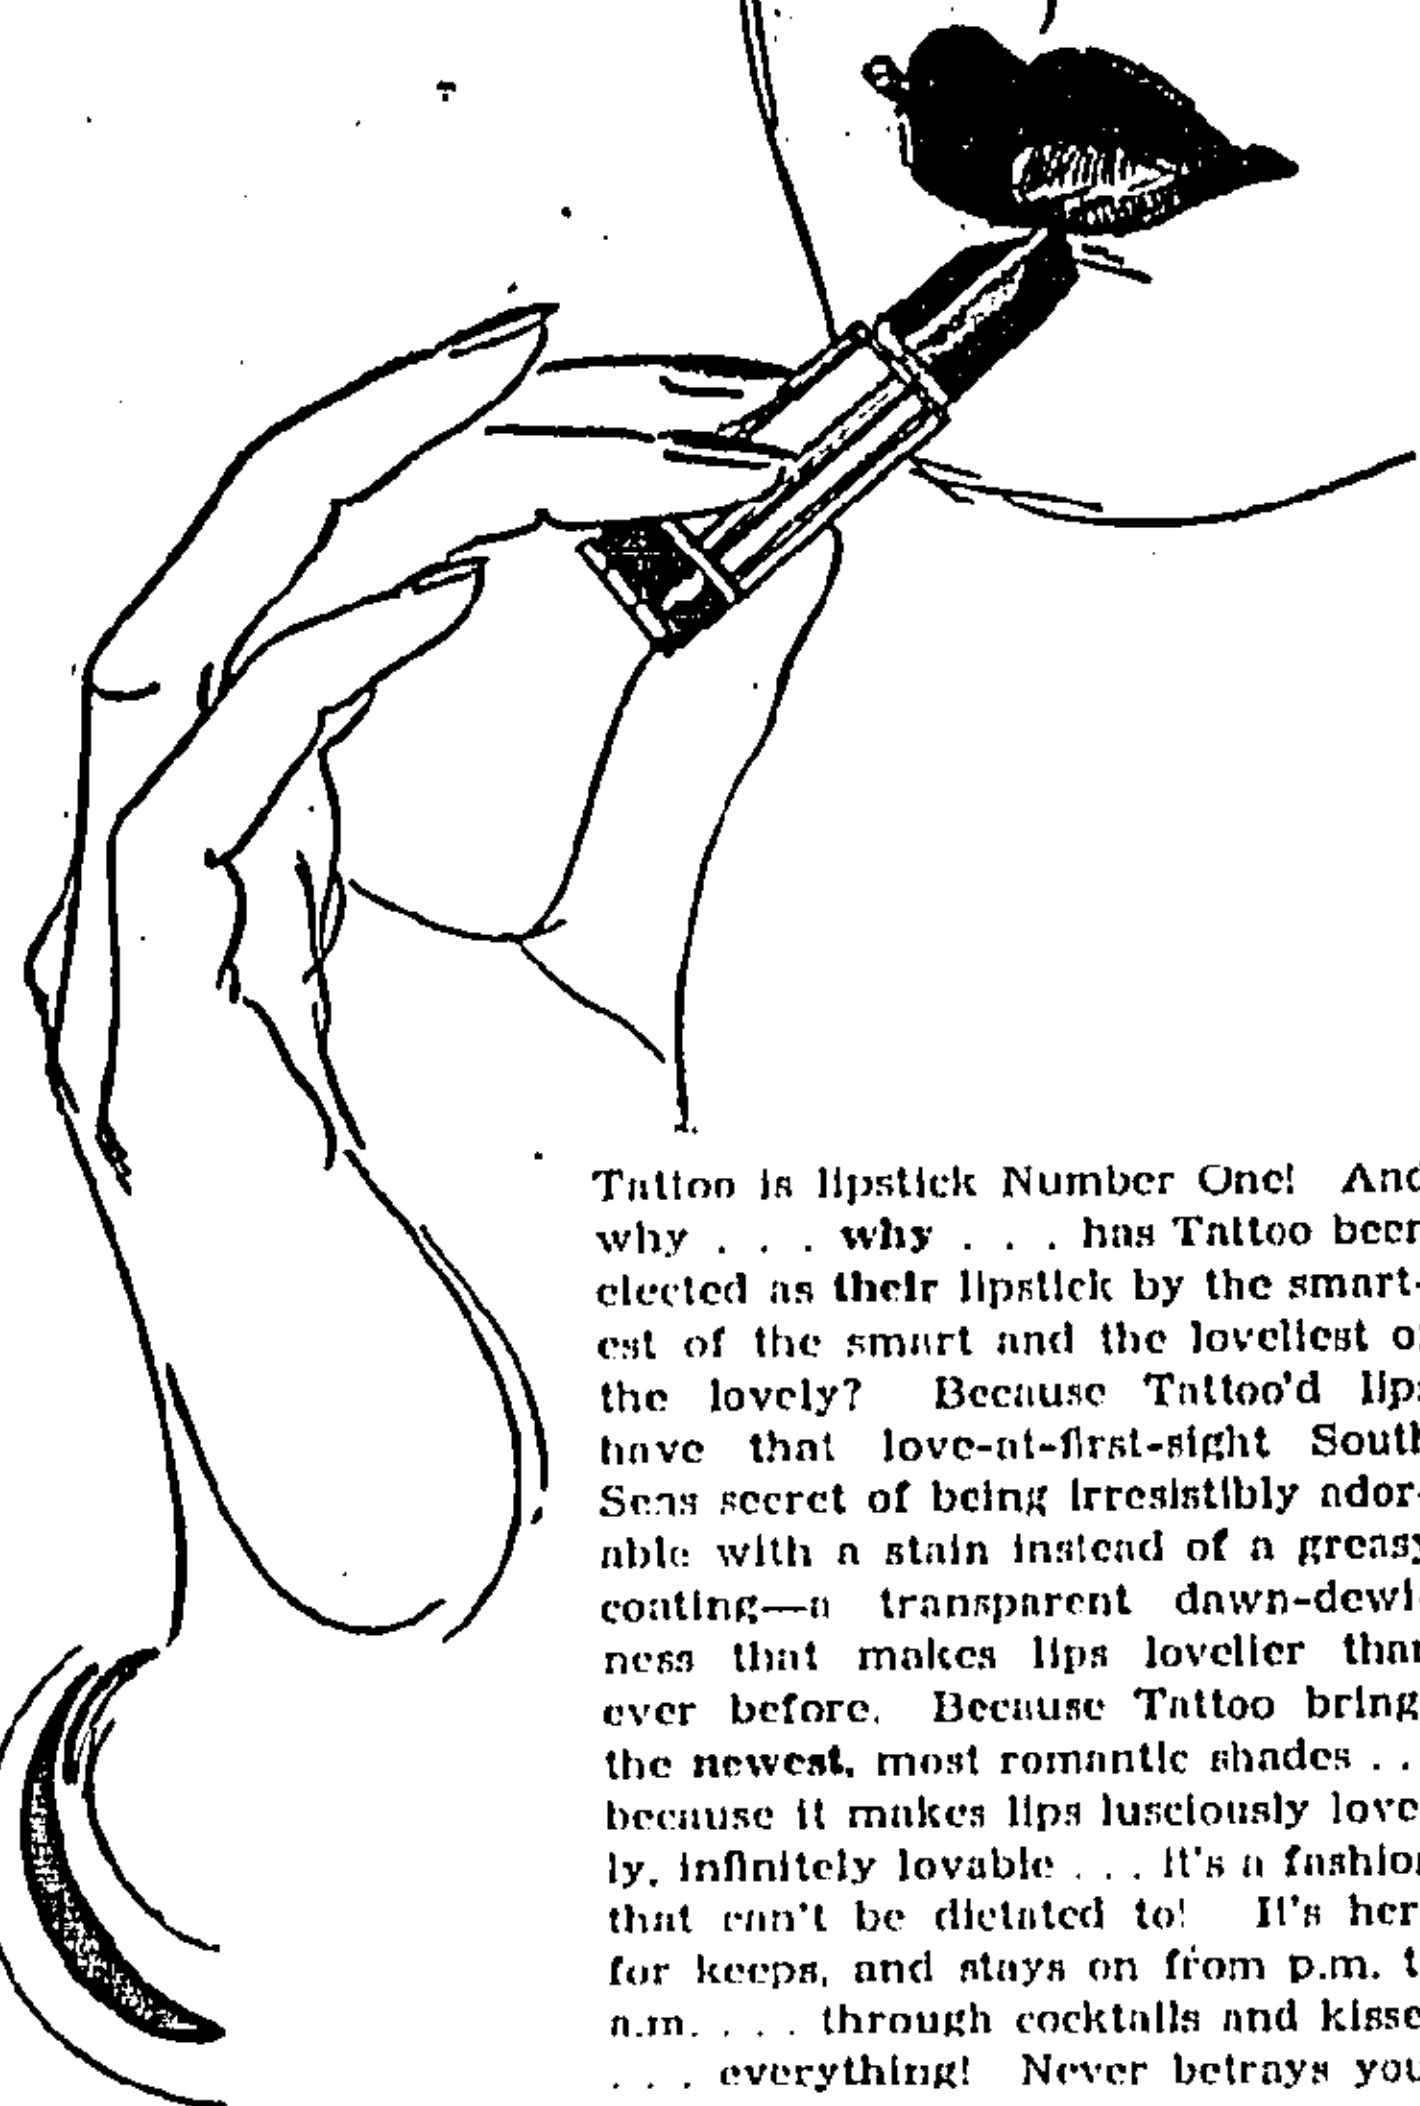 Tattoo is lipstick Number One! And
why . . . why . . . has Tattoo been
elected as their lipstick by the smart-
est of the smart and the loveliest of
the lovely? Because Tattoo'd lips
have that love-at-first-sight South
Seas secret of being irresistibly ador-
able with a stain instead of a greasy
coating—a transparent dawn-dewi-
ness that makes lips lovelier than
ever before. Because Tattoo bring
the newest, most romantic shades . .
because it makes lips lusciously love
ly, infinitely lovable . . . it's a fashion
that can't be dictated to! It's her
for keeps, and stays on from p.m. t
a.m. . . . through cocktails and kisse
. . . everything! Never betrays you